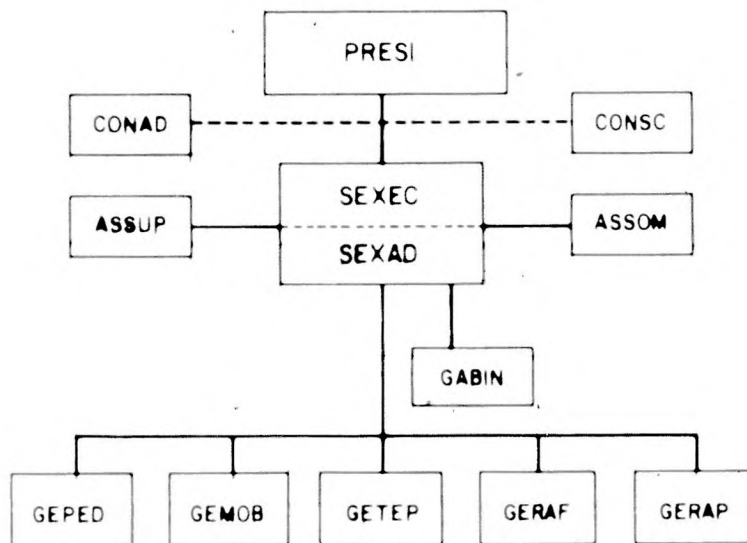 PRESI
CONAD
CONSC
SEXEC
ASSUP
ASSOM
SEXAD
GABIN
GEPED
GEMOB
GETEP
GERAF
GERAP